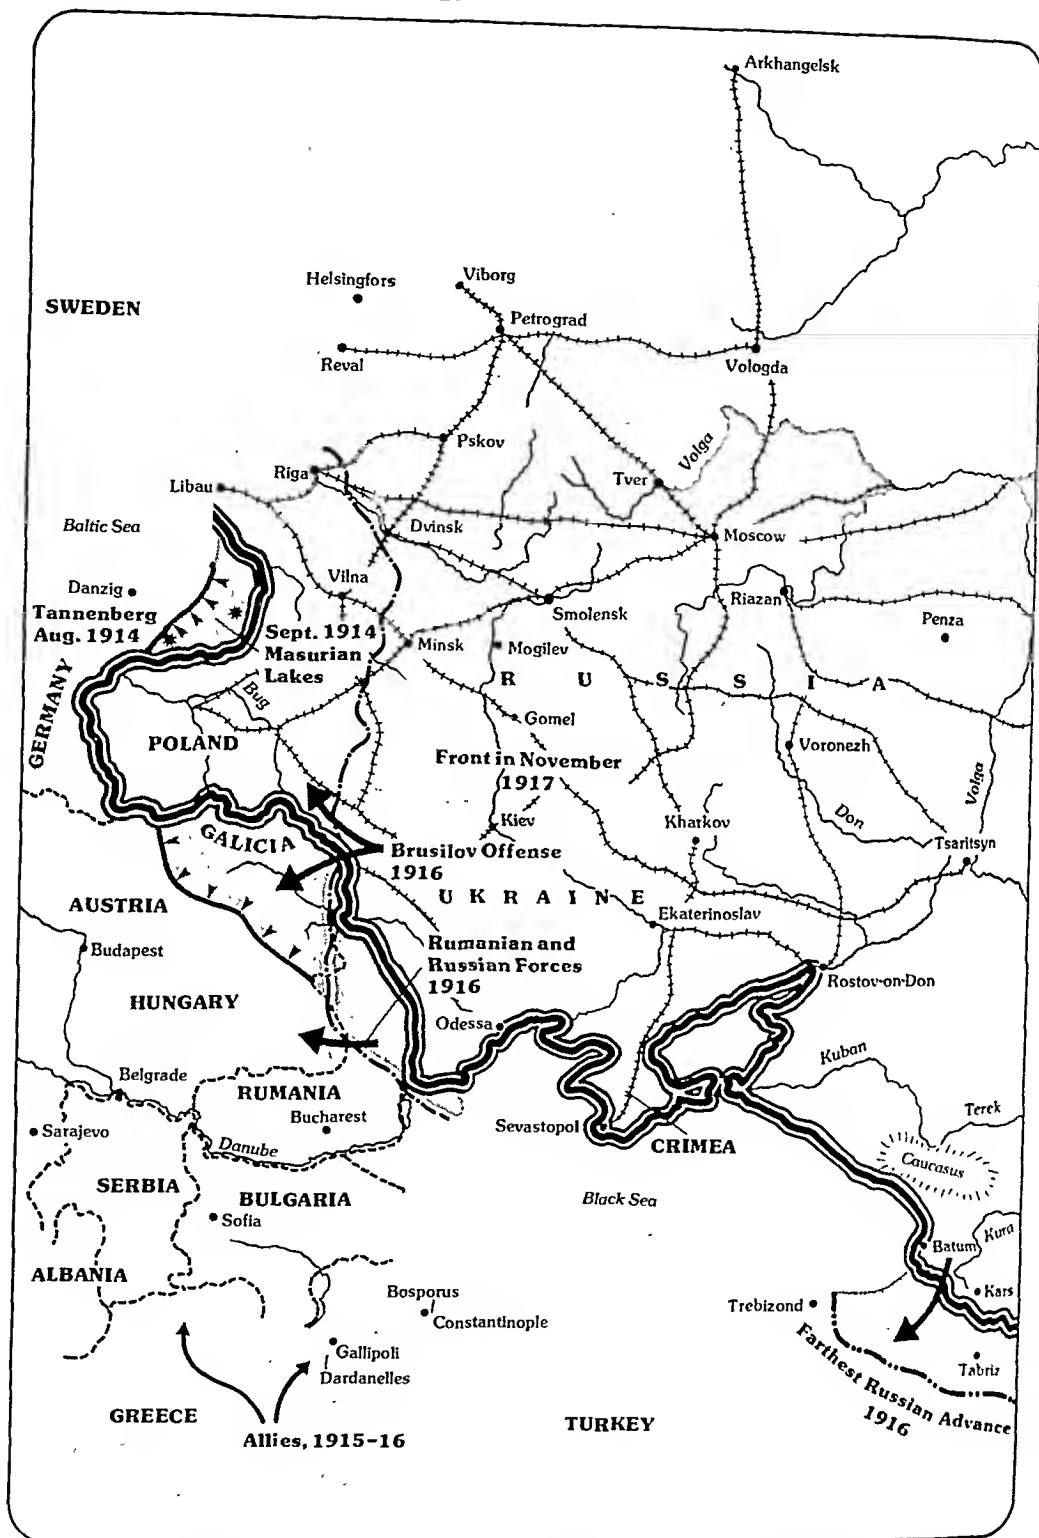 Arkhangelsk
Helsingfors
Viborg
SWEDEN
Petrograd
Reval
Vologda
Pskov
Volga
Riga
Tver
Libau
Baltic Sea
Dvinsk
Moscow
Danzig
Vilna
Riazan
Tannenberg
Aug. 1914
Smolensk
Penza
Sept. 1914
Masurian
Lakes
Minsk
Mogilev
RUSSIA
GERMANY
Bug
Gomel
POLAND
Voronezh
Front in November
1917
Volga
Kiev
Kharkov
Don
GALICIA
Tsaritsyn
Brusilov Offense
1916
UKRAINE
AUSTRIA
Ekaterinoslav
Budapest
Rumanian and
Russian Forces
1916
Rostov-on-Don
HUNGARY
Odessa
Kuban
Belgrade
RUMANIA
Bucharest
Terek
Sarajevo
Danube
Sevastopol
CRIMEA
Caucasus
SERBIA
BULGARIA
Black Sea
Sofia
Kura
Batum
ALBANIA
Bosporus
Kars
Trebizond
Constantinople
Gallipoli
Dardanelles
Tabriz
Farthest Russian Advance
1916
GREECE
TURKEY
Allies, 1915-16